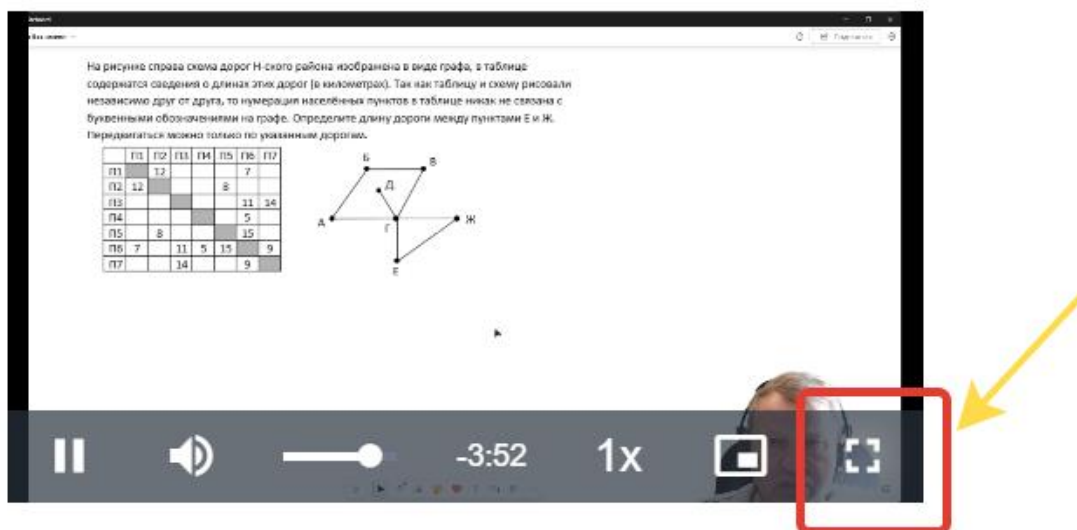 На рисунке справа схема дорог Н-ского района изображена в виде графа, в таблице
содержатся сведения о длинах этих дорог (в километрах). Так как таблицу и схему рисовали
независимо друг от друга, то нумерация населённых пунктов в таблице никак не связана с
буквенными обозначениями на графе. Определите длину дороги между пунктами Е и Ж.
Передвигаться можно только по указанным дорогам.
П1 П2 П3 П4 П5 П6 П7
П1 12 7
П2 12 8
П3 11 14
П4 5
П5 8 15
П6 7 11 5 15 9
П7 14 9
Б
В
Д
А
Г
Ж
Е
-3:52
1x